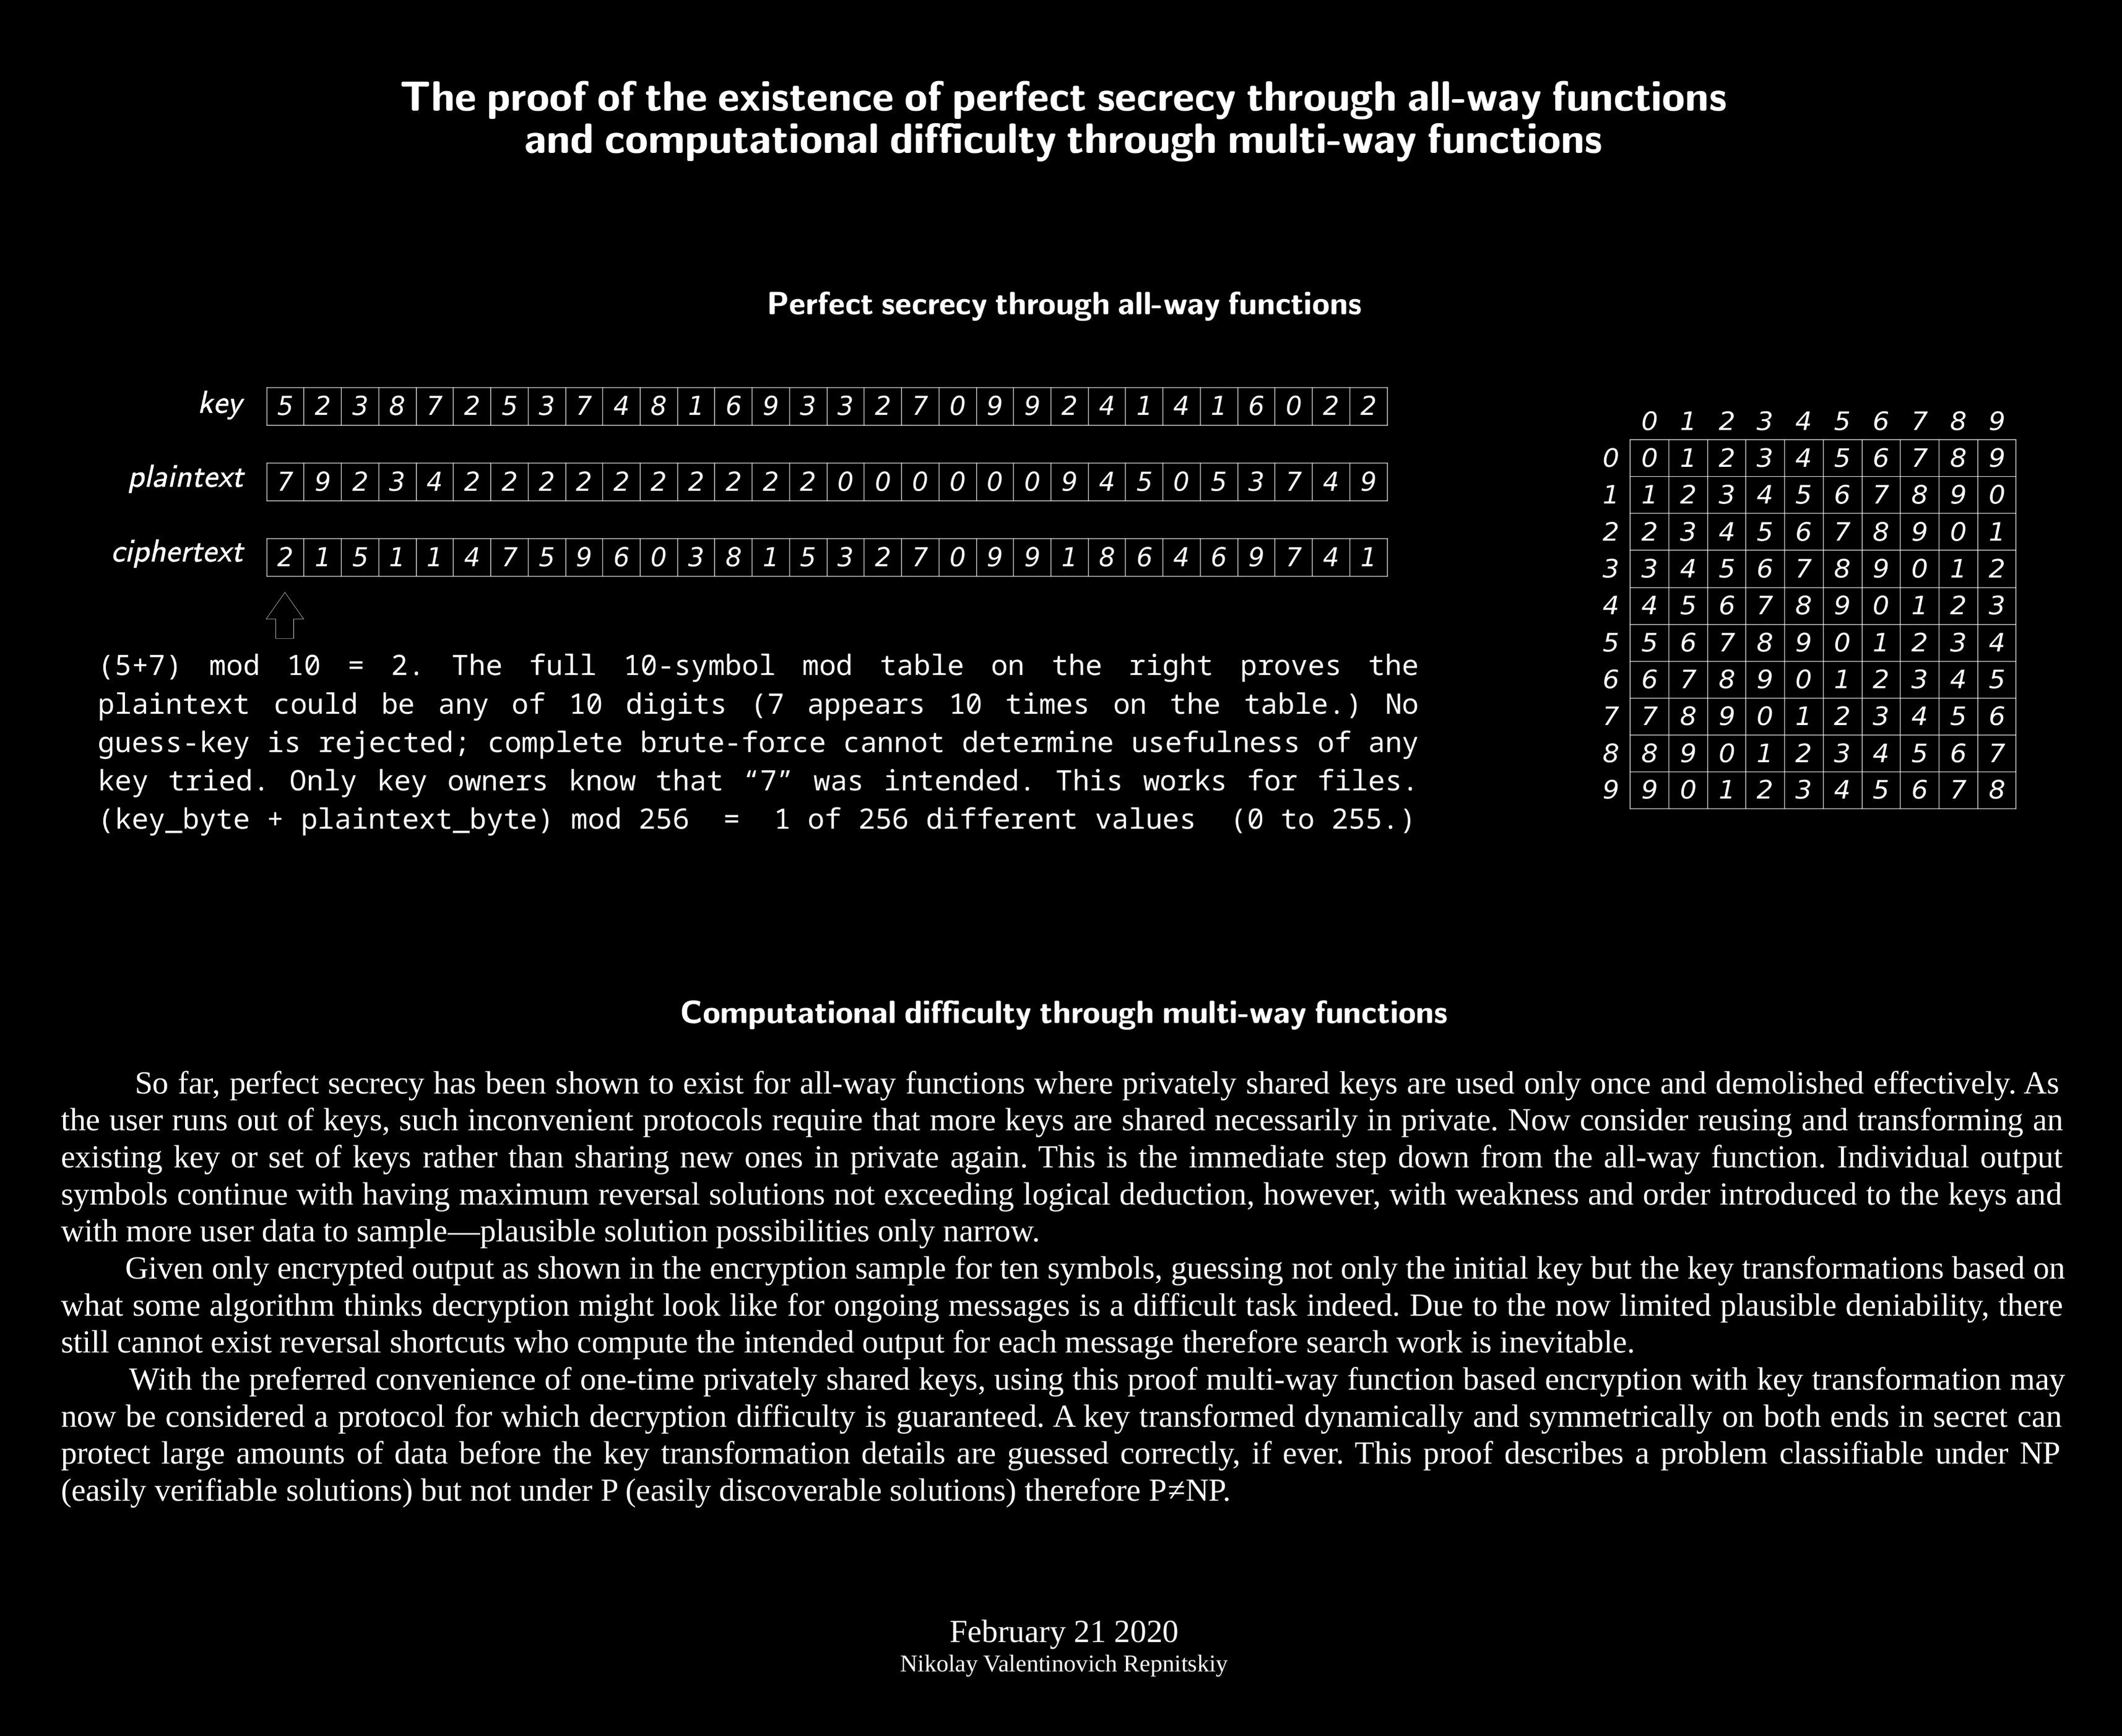 The proof of the existence of perfect secrecy through all-way functions
and computational difficulty through multi-way functions
Perfect secrecy through all-way functions
key 5 2 3 8 7 2 5 3 7 4 8 1 6 9 3 3 2 7 0 9 9 2 4 1 4 1 6 0 2 2
plaintext 7 9 2 3 4 2 2 2 2 2 2 2 2 2 2 0 0 0 0 0 0 9 4 5 0 5 3 7 4 9
ciphertext 2 1 5 1 1 4 7 5 9 6 0 3 8 1 5 3 2 7 0 9 9 1 8 6 4 6 9 7 4 1
(5+7) mod 10 = 2. The full 10-symbol mod table on the right proves the
plaintext could be any of 10 digits (7 appears 10 times on the table.) No
guess-key is rejected; complete brute-force cannot determine usefulness of any
key tried. Only key owners know that “7” was intended. This works for files.
(key_byte + plaintext_byte) mod 256 = 1 of 256 different values (0 to 255.)
0 1 2 3 4 5 6 7 8 9
0 0 1 2 3 4 5 6 7 8 9
1 1 2 3 4 5 6 7 8 9 0
2 2 3 4 5 6 7 8 9 0 1
3 3 4 5 6 7 8 9 0 1 2
4 4 5 6 7 8 9 0 1 2 3
5 5 6 7 8 9 0 1 2 3 4
6 6 7 8 9 0 1 2 3 4 5
7 7 8 9 0 1 2 3 4 5 6
8 8 9 0 1 2 3 4 5 6 7
9 9 0 1 2 3 4 5 6 7 8
Computational difficulty through multi-way functions
So far, perfect secrecy has been shown to exist for all-way functions where privately shared keys are used only once and demolished effectively. As
the user runs out of keys, such inconvenient protocols require that more keys are shared necessarily in private. Now consider reusing and transforming an
existing key or set of keys rather than sharing new ones in private again. This is the immediate step down from the all-way function. Individual output
symbols continue with having maximum reversal solutions not exceeding logical deduction, however, with weakness and order introduced to the keys and
with more user data to sample—plausible solution possibilities only narrow.
Given only encrypted output as shown in the encryption sample for ten symbols, guessing not only the initial key but the key transformations based on
what some algorithm thinks decryption might look like for ongoing messages is a difficult task indeed. Due to the now limited plausible deniability, there
still cannot exist reversal shortcuts who compute the intended output for each message therefore search work is inevitable.
With the preferred convenience of one-time privately shared keys, using this proof multi-way function based encryption with key transformation may
now be considered a protocol for which decryption difficulty is guaranteed. A key transformed dynamically and symmetrically on both ends in secret can
protect large amounts of data before the key transformation details are guessed correctly, if ever. This proof describes a problem classifiable under NP
(easily verifiable solutions) but not under P (easily discoverable solutions) therefore P≠NP.
February 21 2020
Nikolay Valentinovich Repnitskiy